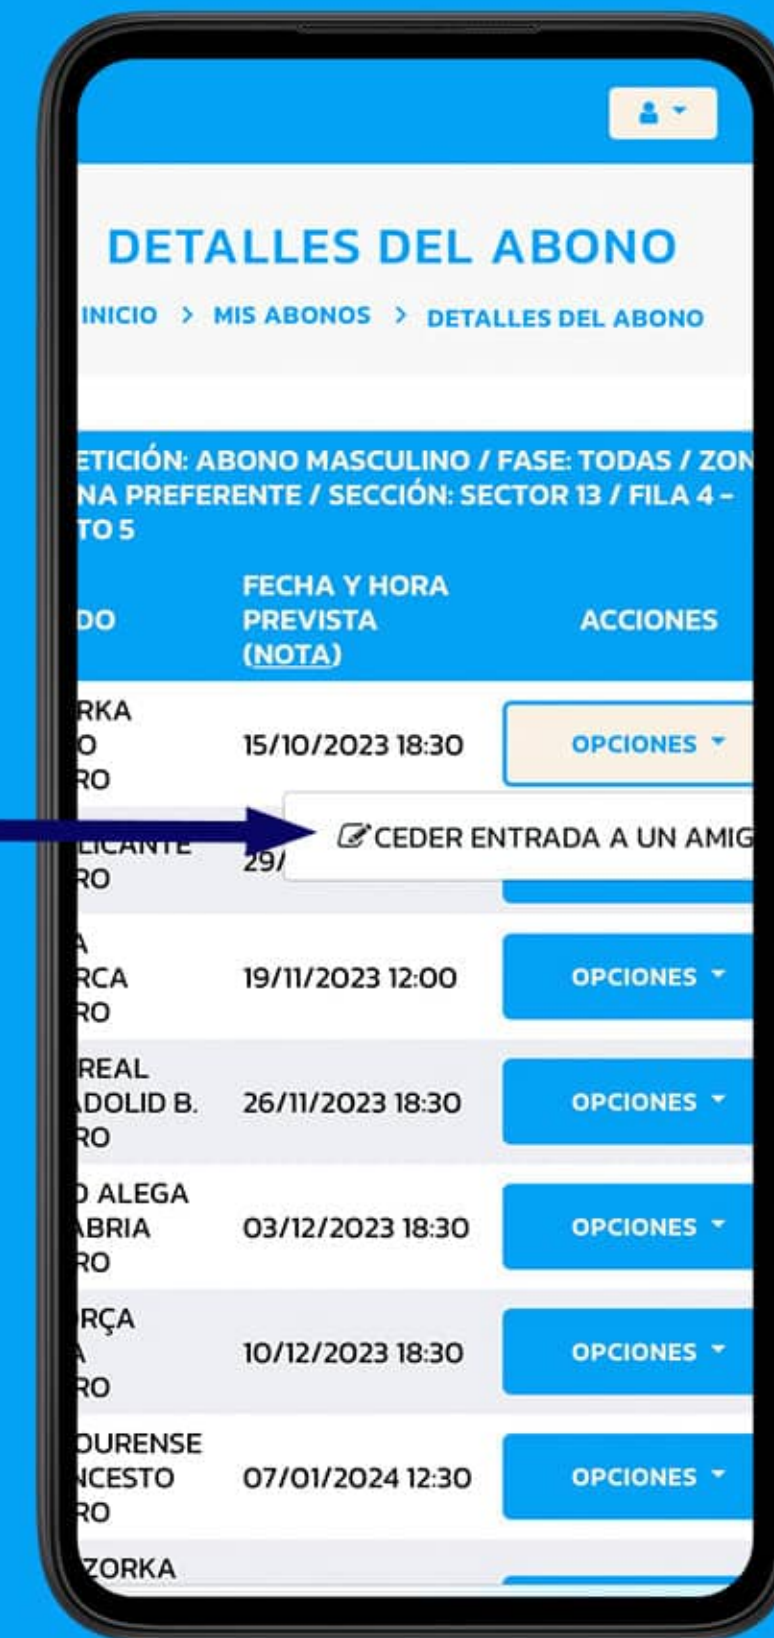 DETALLES DEL ABONO
INICIO > MIS ABONOS > DETALLES DEL ABONO
ETICIÓN: ABONO MASCULINO / FASE: TODAS / ZON
NA PREFERENTE / SECCIÓN: SECTOR 13 / FILA 4 -
TO 5
FECHA Y HORA
DO PREVISTA ACCIONES
(NOTA)
RKA
O 15/10/2023 18:30 OPCIONES
RO
CEDER ENTRADA A UN AMIG
LICANTE 29/
RO
A
RCA 19/11/2023 12:00 OPCIONES
RO
REAL
ADOLID B. 26/11/2023 18:30 OPCIONES
RO
O ALEGA
ABRIA 03/12/2023 18:30 OPCIONES
RO
RÇA
A 10/12/2023 18:30 OPCIONES
RO
OURENSE
NCESTO 07/01/2024 12:30 OPCIONES
RO
ZORKA